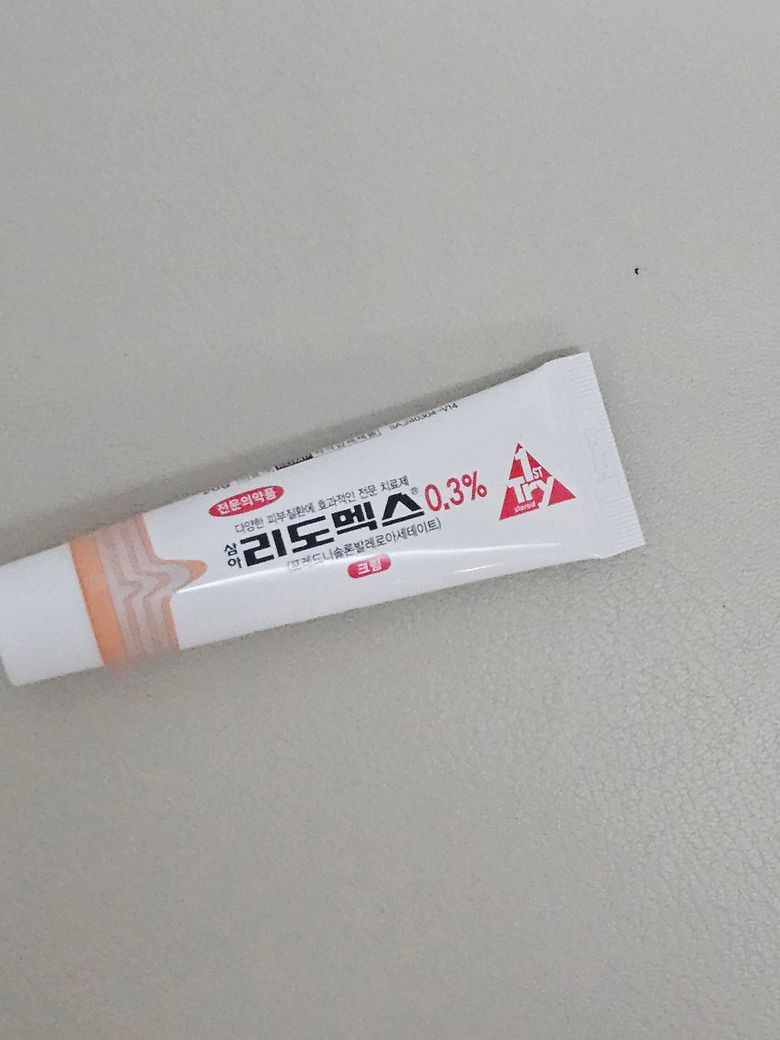 SA_240304-V14
전문의약품
다양한 피부질환에 효과적인 전문 치료제
삼아 리도멕스® 0.3%
(프레드니솔론발레로아세테이트)
크림
1ST
Try
steroid